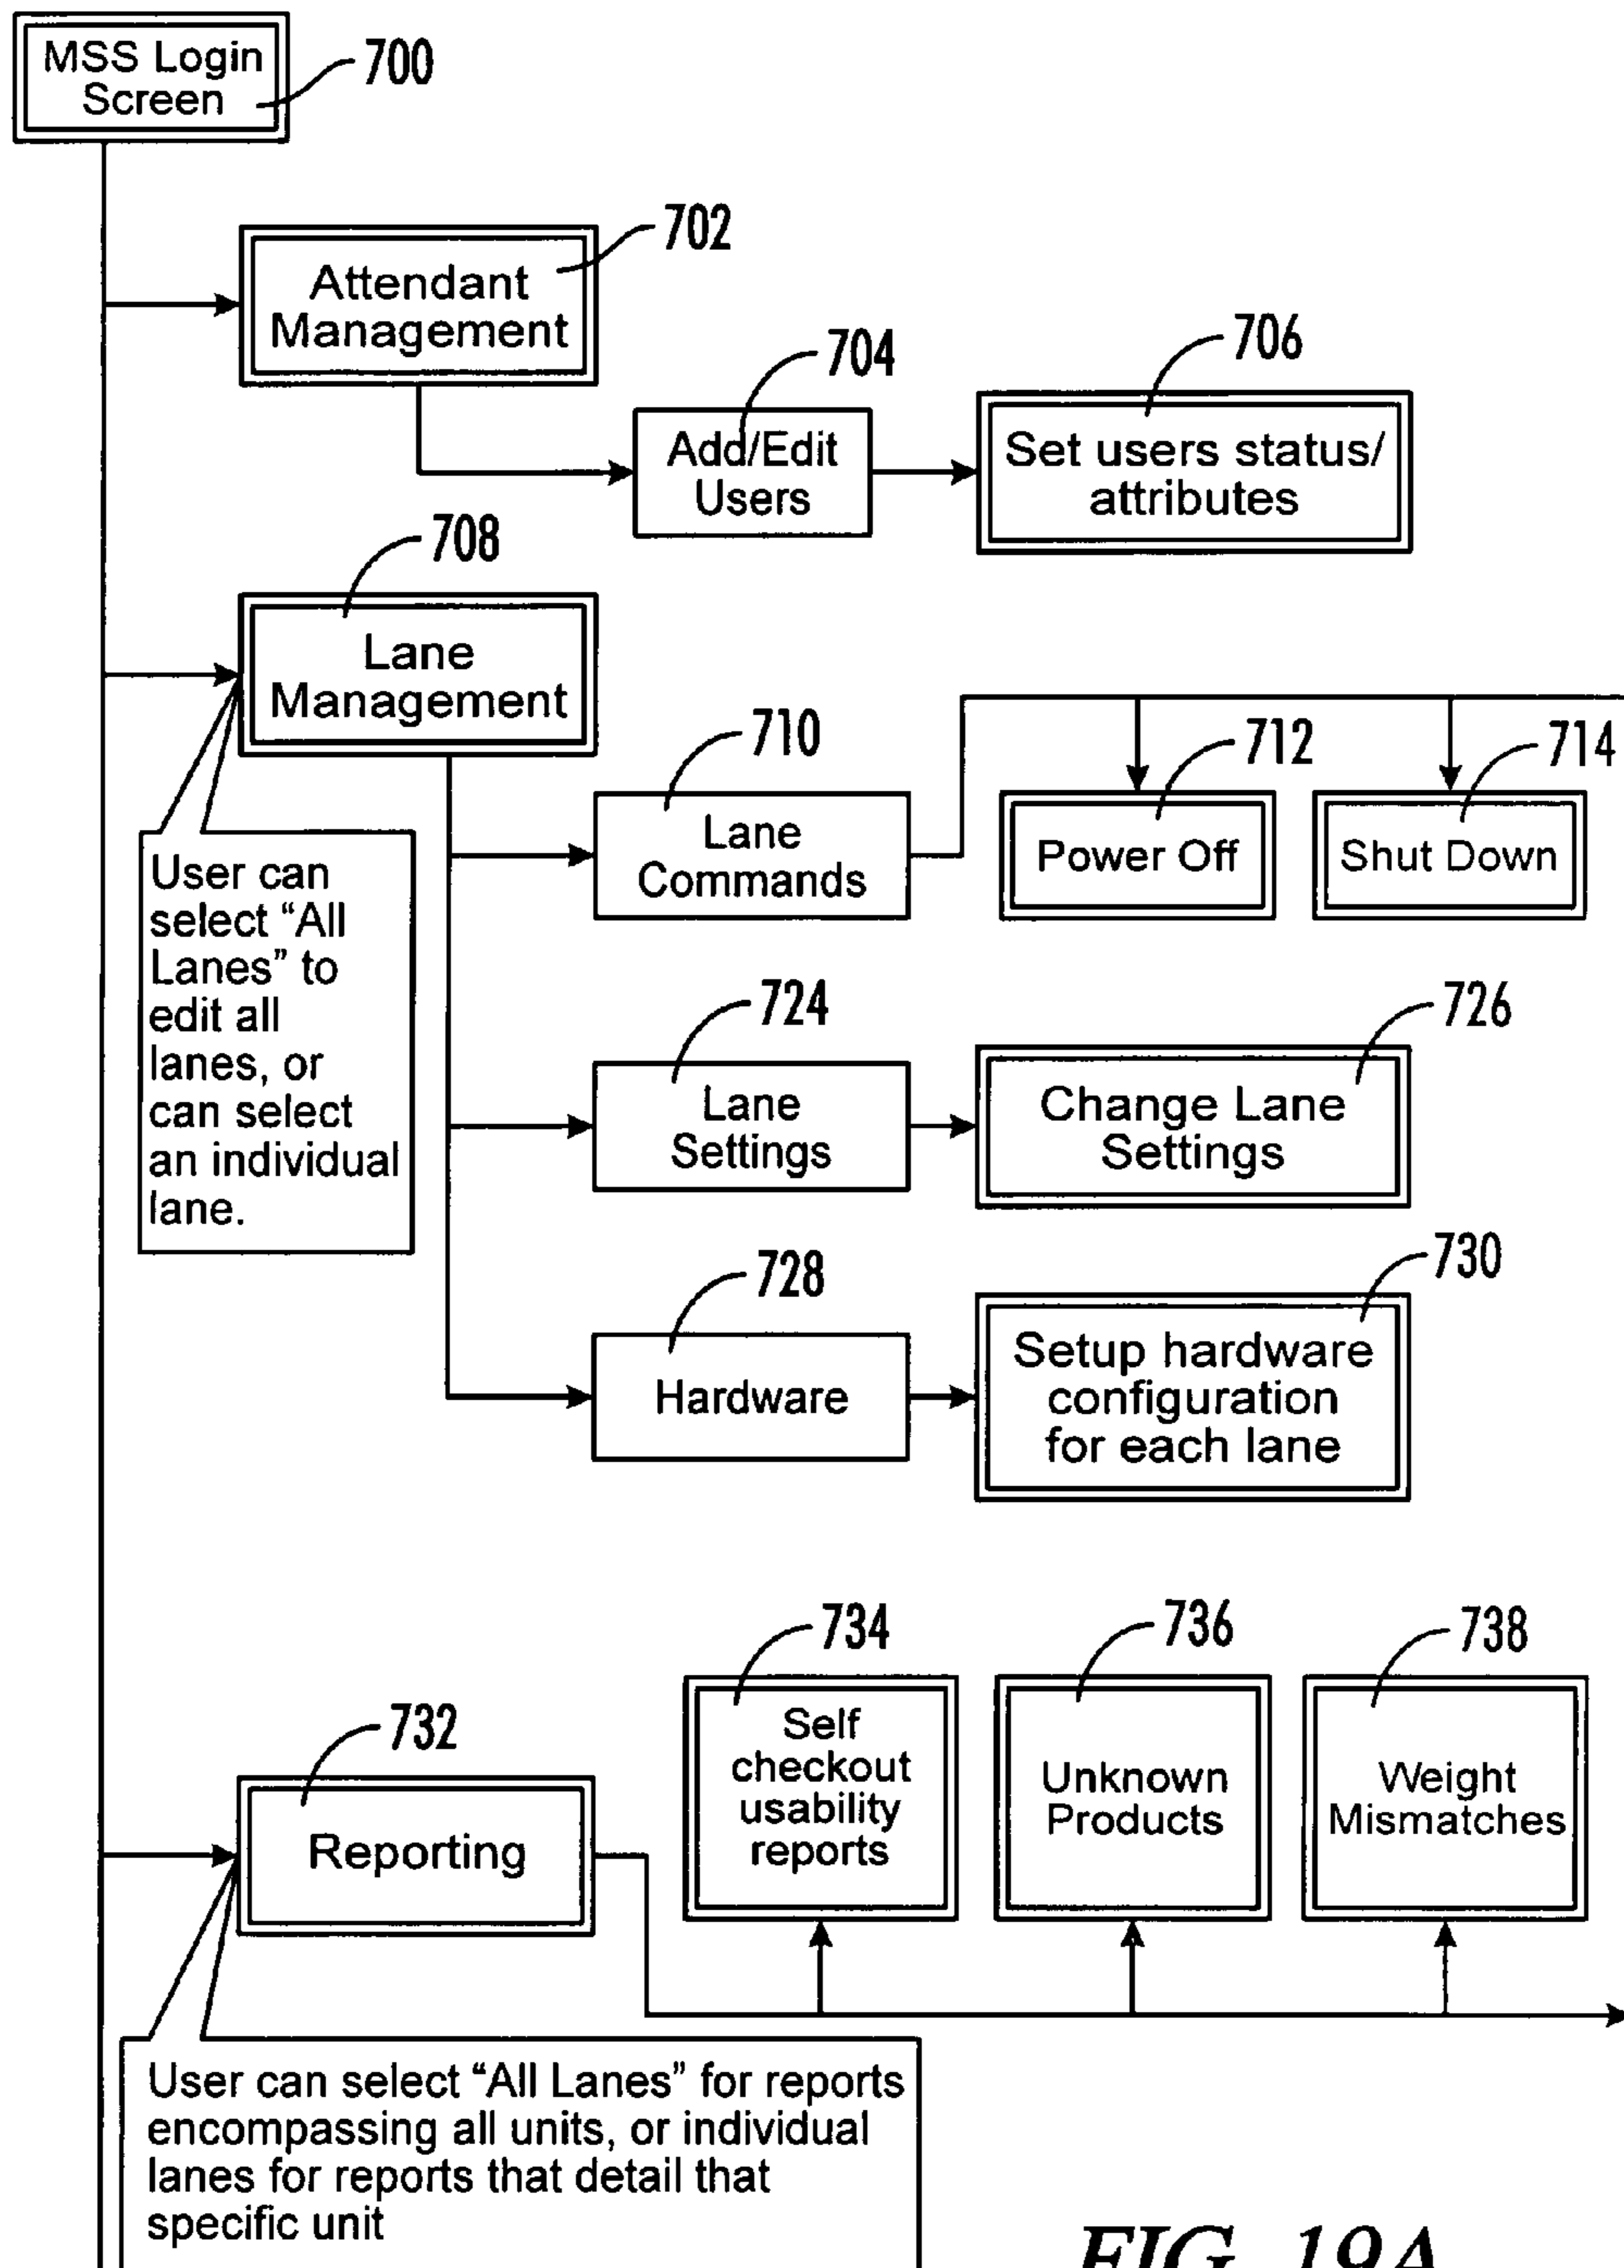 MSS Login
Screen
700
702
Attendant
Management
704
Add/Edit
Users
706
Set users status/
attributes
708
Lane
Management
User can
select “All
Lanes” to
edit all
lanes, or
can select
an individual
lane.
710
Lane
Commands
712
Power Off
714
Shut Down
724
Lane
Settings
726
Change Lane
Settings
728
Hardware
730
Setup hardware
configuration
for each lane
732
Reporting
734
Self
checkout
usability
reports
736
Unknown
Products
738
Weight
Mismatches
User can select “All Lanes” for reports
encompassing all units, or individual
lanes for reports that detail that
specific unit
FIG. 19A